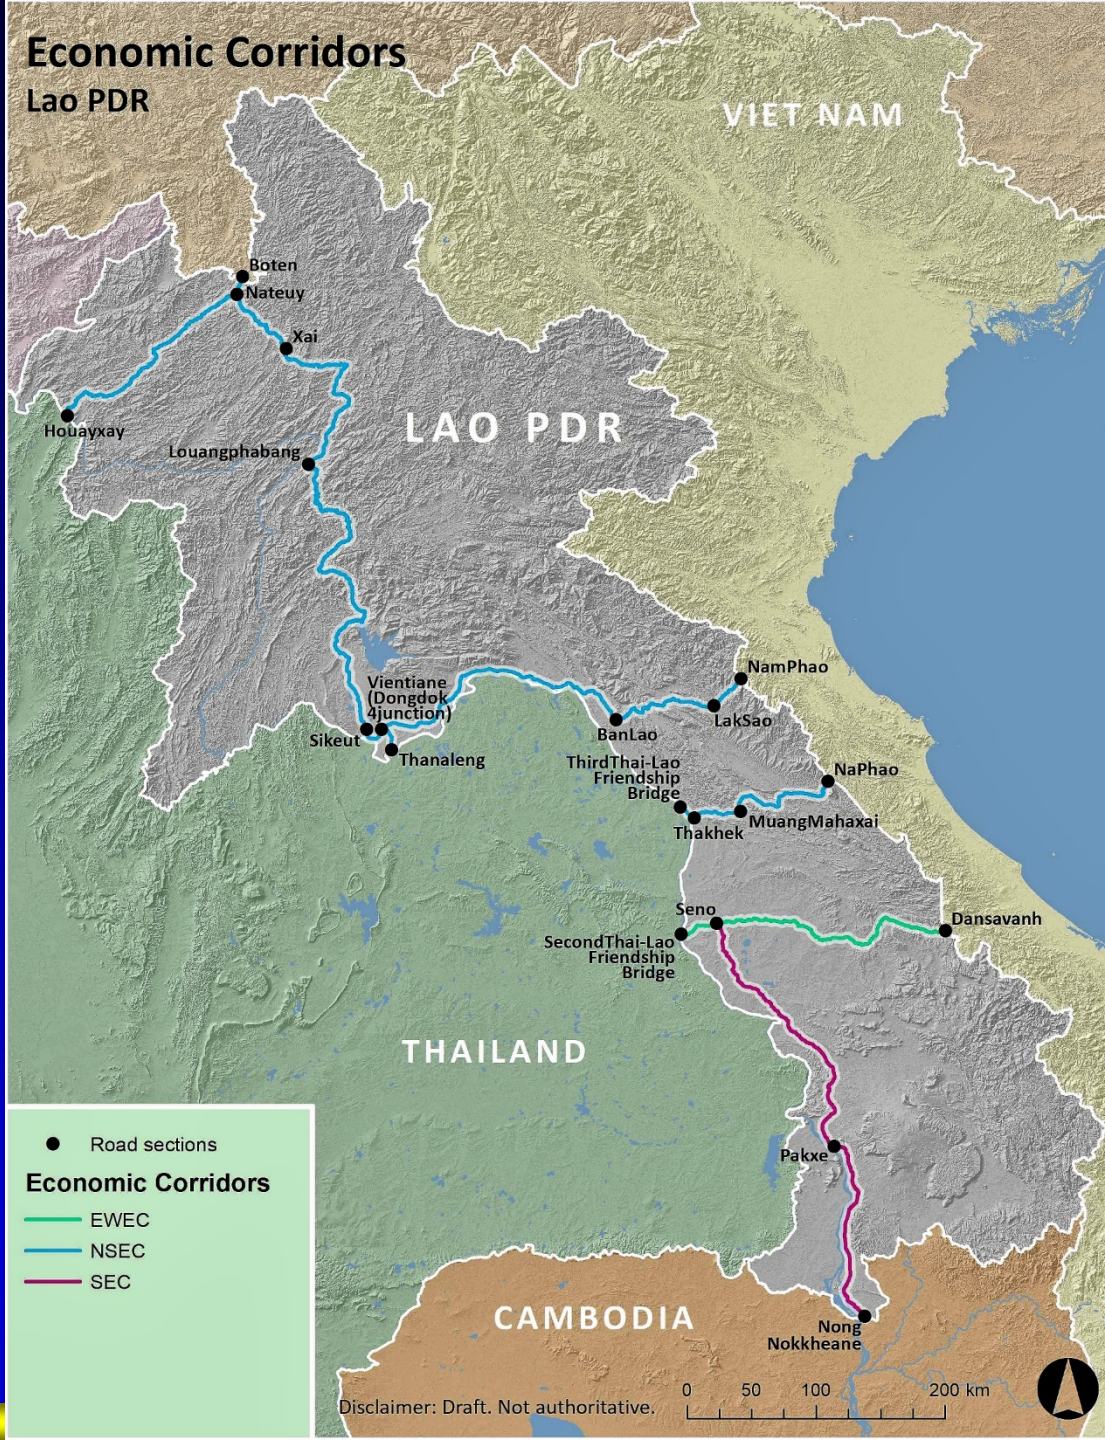 Economic Corridors
Lao PDR
VIET NAM
Boten
Nateuy
Xai
Houayxay
LAO PDR
Louangphabang
NamPhao
Vientiane
(Dongdok
4junction)
LakSao
Sikeut
BanLao
Thanaleng
ThirdThai-Lao
Friendship
Bridge
NaPhao
Thakhek
MuangMahaxai
Seno
Dansavanh
SecondThai-Lao
Friendship
Bridge
THAILAND
Pakxe
Road sections
Economic Corridors
EWEC
NSEC
SEC
CAMBODIA
Nong
Nokkheane
0 50 100 200 km
Disclaimer: Draft. Not authoritative.